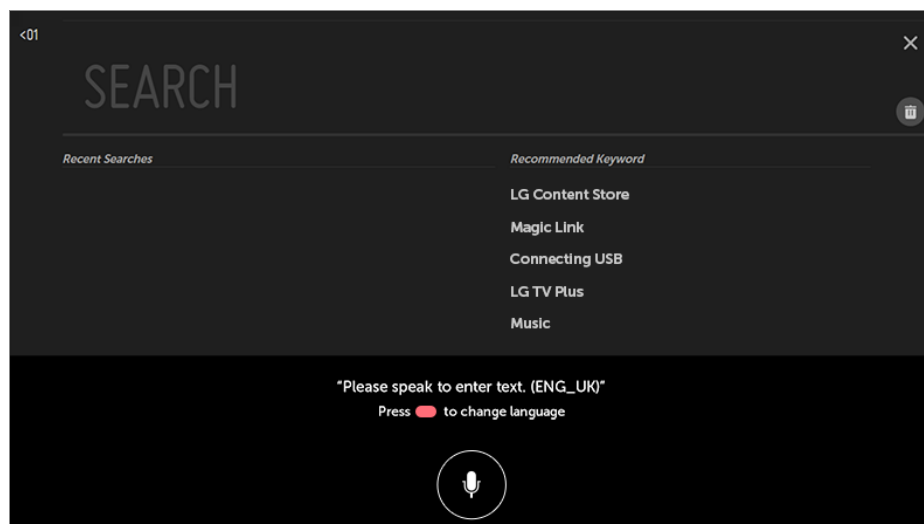 <01
SEARCH
Recent Searches
Recommended Keyword
LG Content Store
Magic Link
Connecting USB
LG TV Plus
Music
“Please speak to enter text. (ENG_UK)”
Press to change language